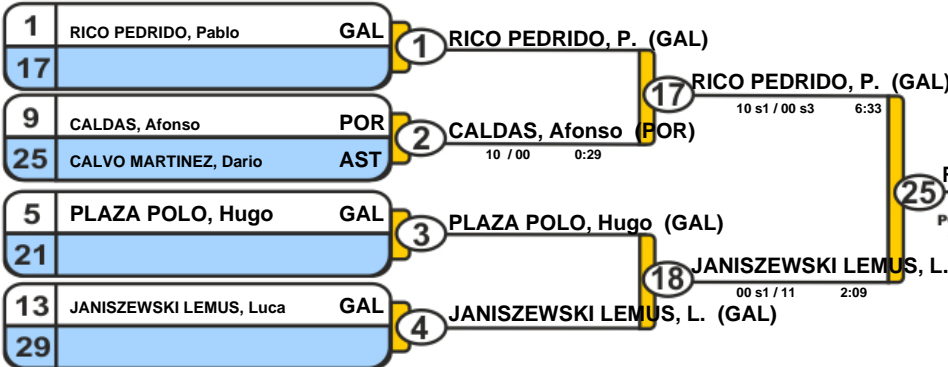 1 RICO PEDRIDO, Pablo GAL
17
1 RICO PEDRIDO, P. (GAL)
9 CALDAS, Afonso POR
25 CALVO MARTINEZ, Dario AST
2 CALDAS, Afonso (POR)
10 / 00 0:29
17 RICO PEDRIDO, P. (GAL)
10 s1 / 00 s3 6:33
5 PLAZA POLO, Hugo GAL
21
3 PLAZA POLO, Hugo (GAL)
13 JANISZEWSKI LEMUS, Luca GAL
29
4 JANISZEWSKI LEMUS, L. (GAL)
18 JANISZEWSKI LEMUS, L.
00 s1 / 11 2:09
25